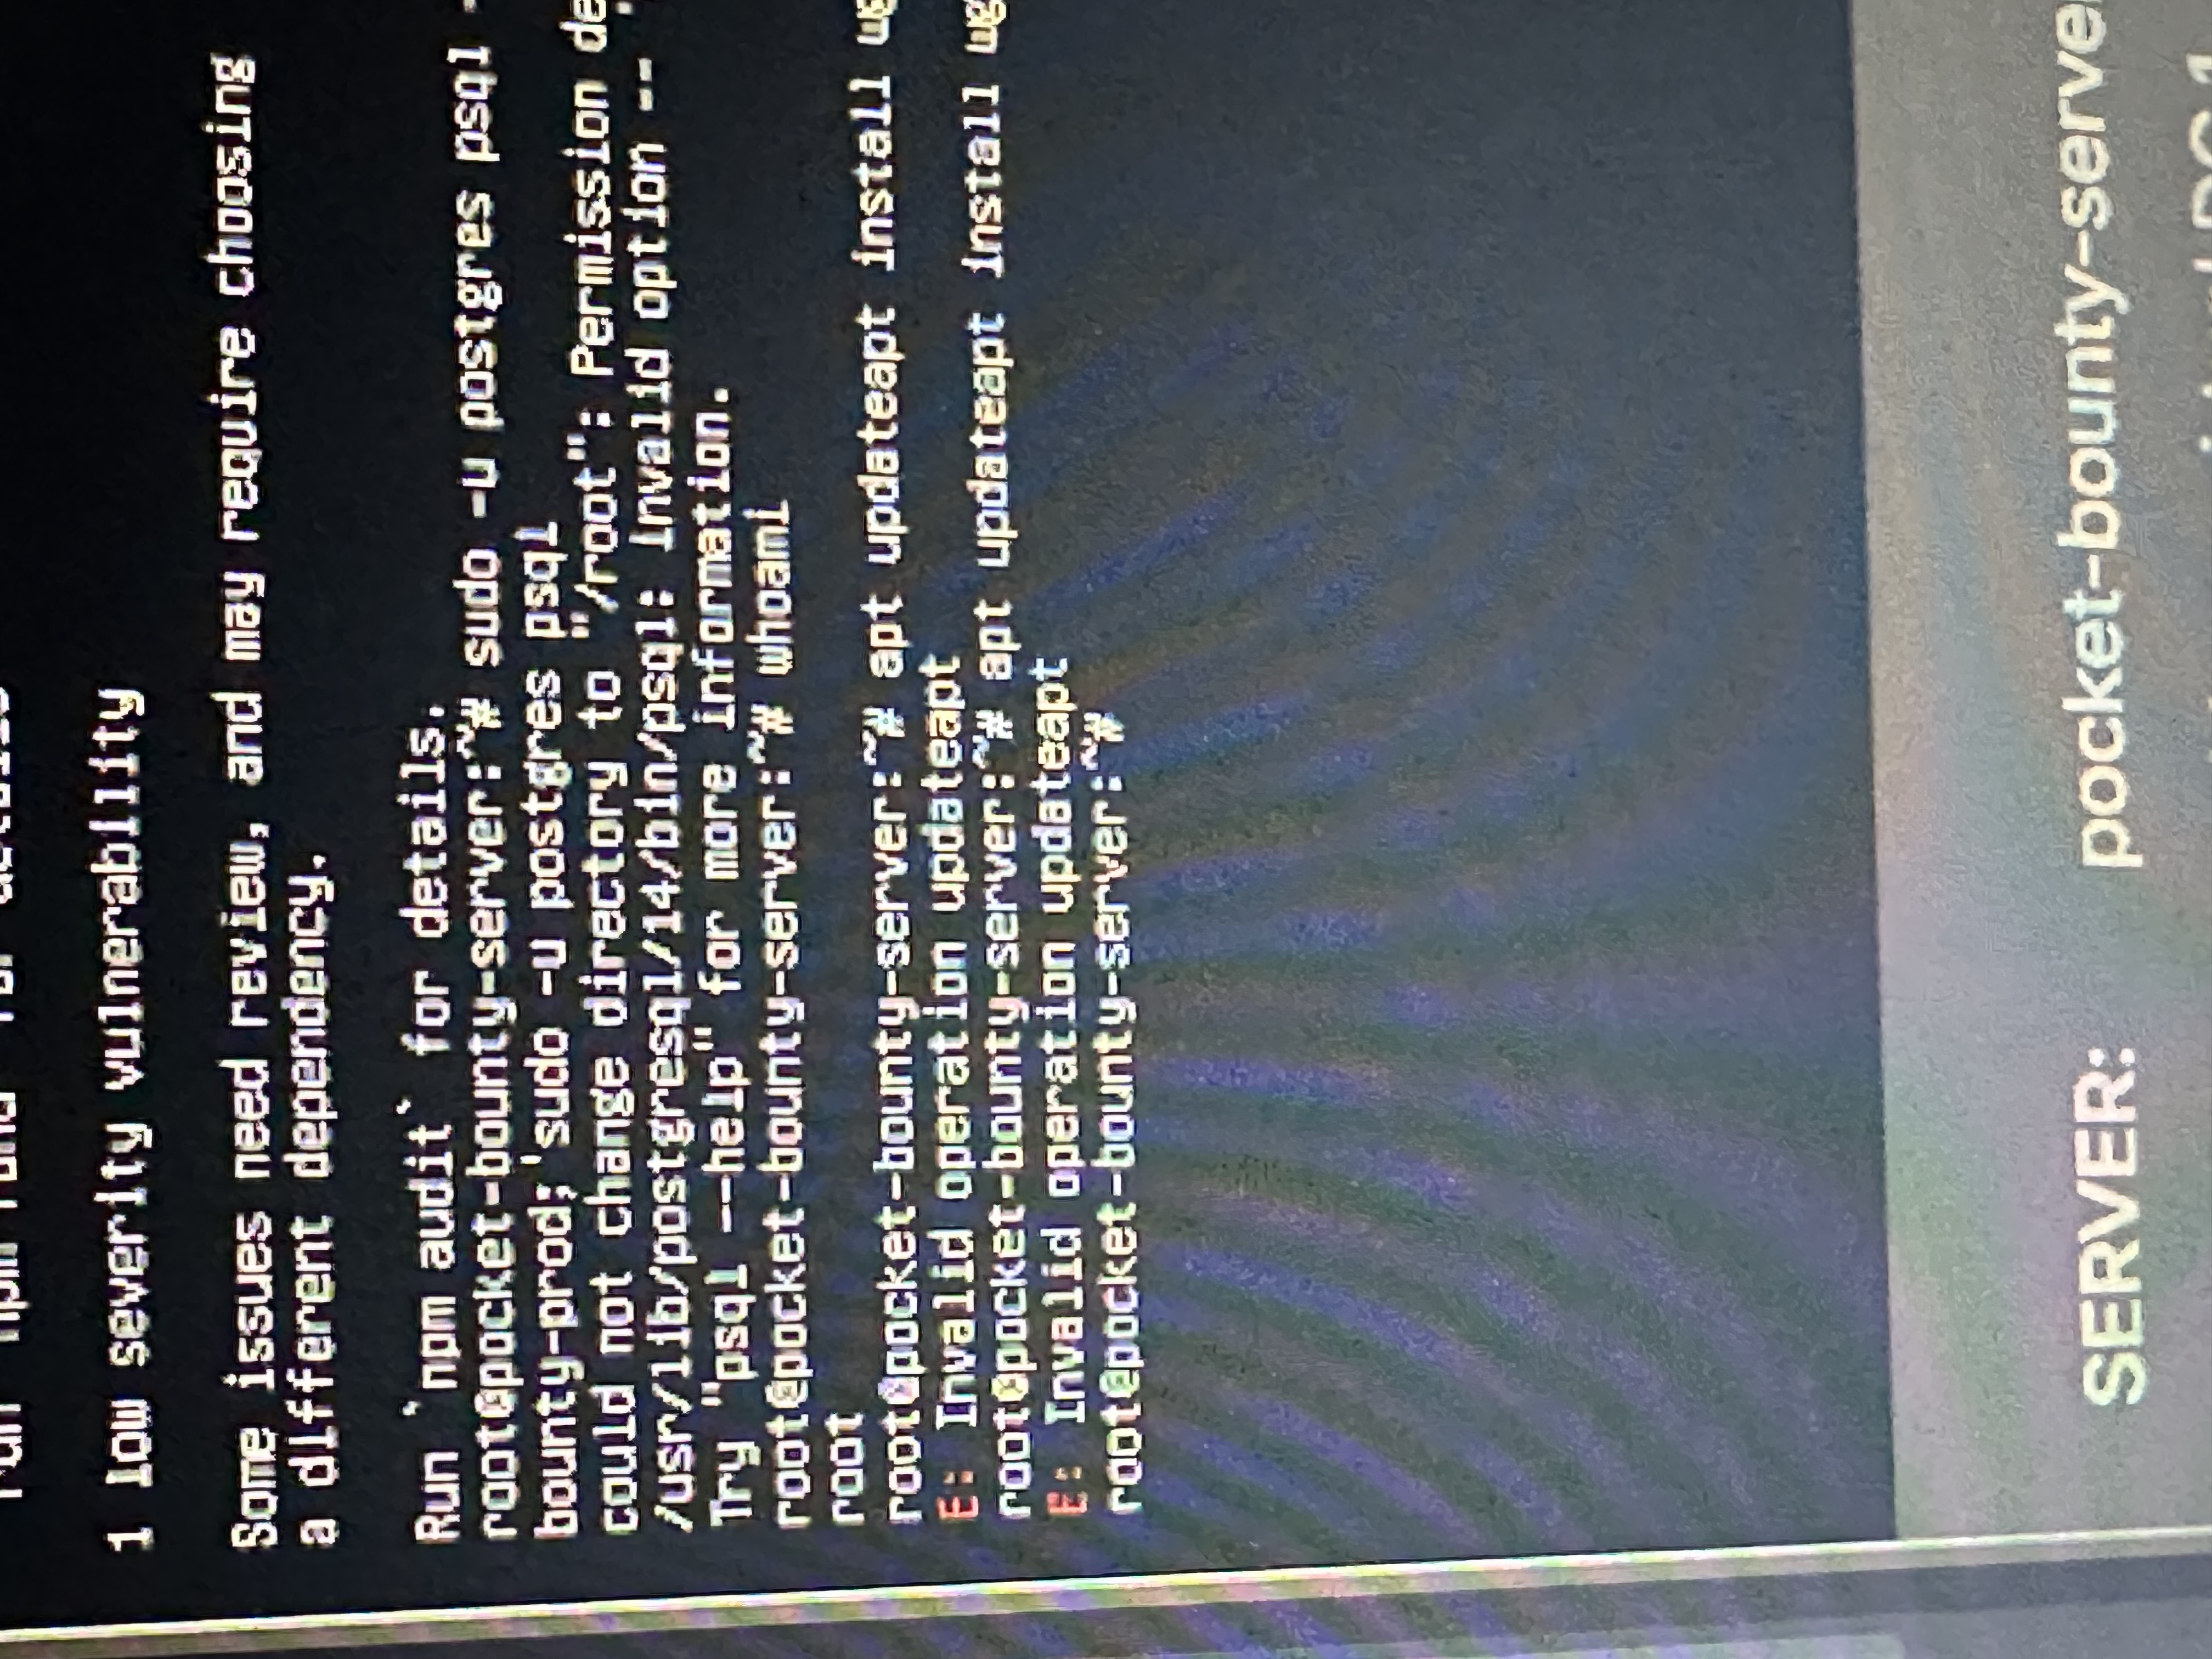 run `npm fund` for details
1 low severity vulnerability
Some issues need review, and may require choosing
a different dependency.
Run `npm audit` for details.
root@pocket-bounty-server:~# sudo -u postgres psql -
bounty-prod;'sudo -u postgres psql
could not change directory to "/root": Permission de
/usr/lib/postgresql/14/bin/psql: invalid option -- '
Try "psql --help" for more information.
root@pocket-bounty-server:~# whoami
root
root@pocket-bounty-server:~# apt updateapt install wg
E: Invalid operation updateapt
root@pocket-bounty-server:~# apt updateapt install wg
E: Invalid operation updateapt
root@pocket-bounty-server:~#
SERVER: pocket-bounty-serve